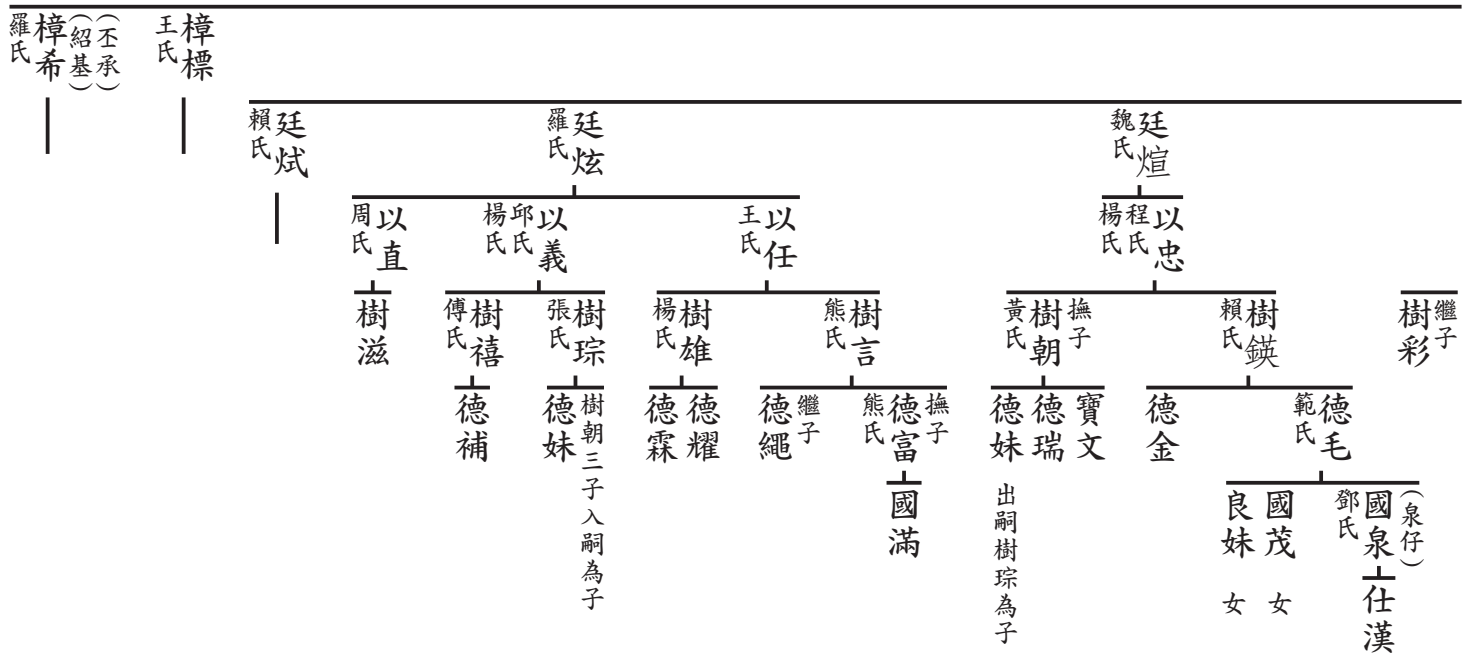 樟標
王氏
(丕承)
(紹基)
樟希
羅氏
廷煊
魏氏
廷炫
羅氏
廷烒
賴氏
以忠
程氏
楊氏
以任
王氏
以義
邱氏
楊氏
以直
周氏
繼子
樹彩
樹鍈
賴氏
撫子
樹朝
黃氏
樹言
熊氏
樹雄
楊氏
樹琮
張氏
樹禧
傅氏
樹滋
德毛
範氏
德金
寶文
德瑞
德妹 出嗣樹琮為子
撫子
德富
熊氏
繼子
德繩
德耀
德霖
樹朝三子入嗣為子
德妹
德補
(泉仔)
國泉
鄧氏
國茂 女
良妹 女
國滿
仕漢